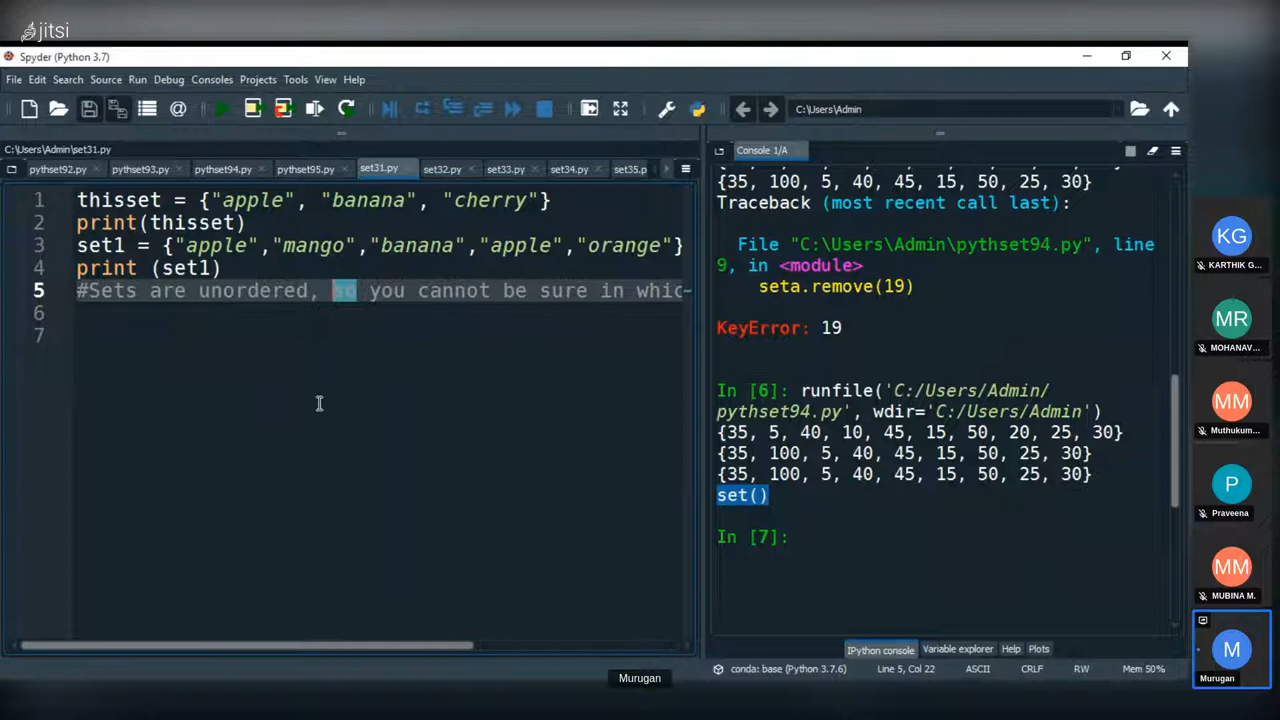 jitsi
Spyder (Python 3.7)
File Edit Search Source Run Debug Consoles Projects Tools View Help
C:\Users\Admin
C:\Users\Admin\set31.py
pythset92.py pythset93.py pythset94.py pythset95.py set31.py set32.py set33.py set34.py set35.p
1 thisset = {"apple", "banana", "cherry"}
2 print(thisset)
3 set1 = {"apple","mango","banana","apple","orange"}
4 print (set1)
5 #Sets are unordered, so you cannot be sure in whic
6
7
Console 1/A
{35, 100, 5, 40, 45, 15, 50, 25, 30}
Traceback (most recent call last):
File "C:\Users\Admin\pythset94.py", line
9, in <module>
seta.remove(19)
KeyError: 19
In [6]: runfile('C:/Users/Admin/
pythset94.py', wdir='C:/Users/Admin')
{35, 5, 40, 10, 45, 15, 50, 20, 25, 30}
{35, 100, 5, 40, 45, 15, 50, 25, 30}
{35, 100, 5, 40, 45, 15, 50, 25, 30}
set()
In [7]:
IPython console Variable explorer Help Plots
conda: base (Python 3.7.6) Line 5, Col 22 ASCII CRLF RW Mem 50%
Murugan
KG
KARTHIK G...
MR
MOHANAV...
MM
Muthukum...
P
Praveena
MM
MUBINA M.
M
Murugan